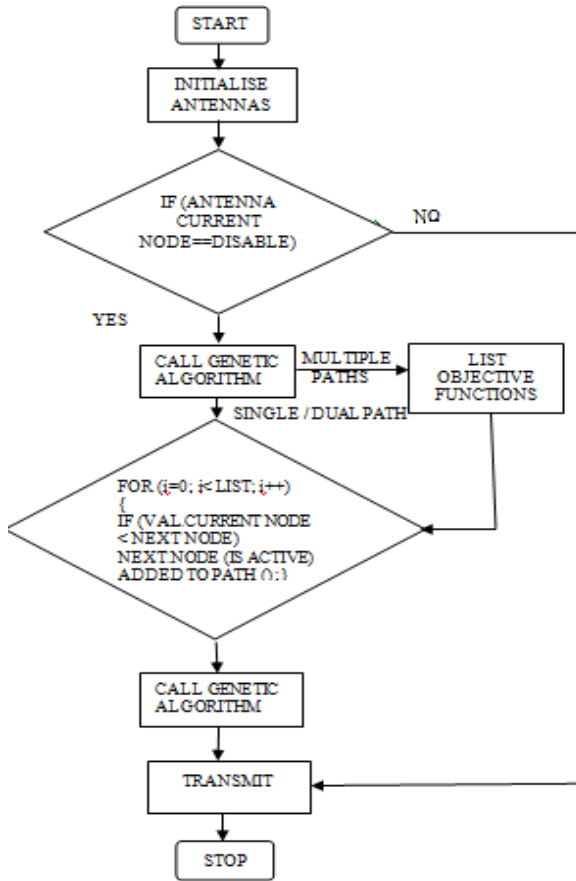 START
INITIALISE
ANTENNAS
IF (ANTENNA
CURRENT
NODE==DISABLE)
NO
YES
CALL GENETIC
ALGORITHM
MULTIPLE
PATHS
LIST
OBJECTIVE
FUNCTIONS
SINGLE / DUAL PATH
FOR (i=0; i< LIST; i++)
{
IF (VAL.CURRENT NODE
< NEXT NODE)
NEXT NODE (IS ACTIVE)
ADDED TO PATH ();}
CALL GENETIC
ALGORITHM
TRANSMIT
STOP